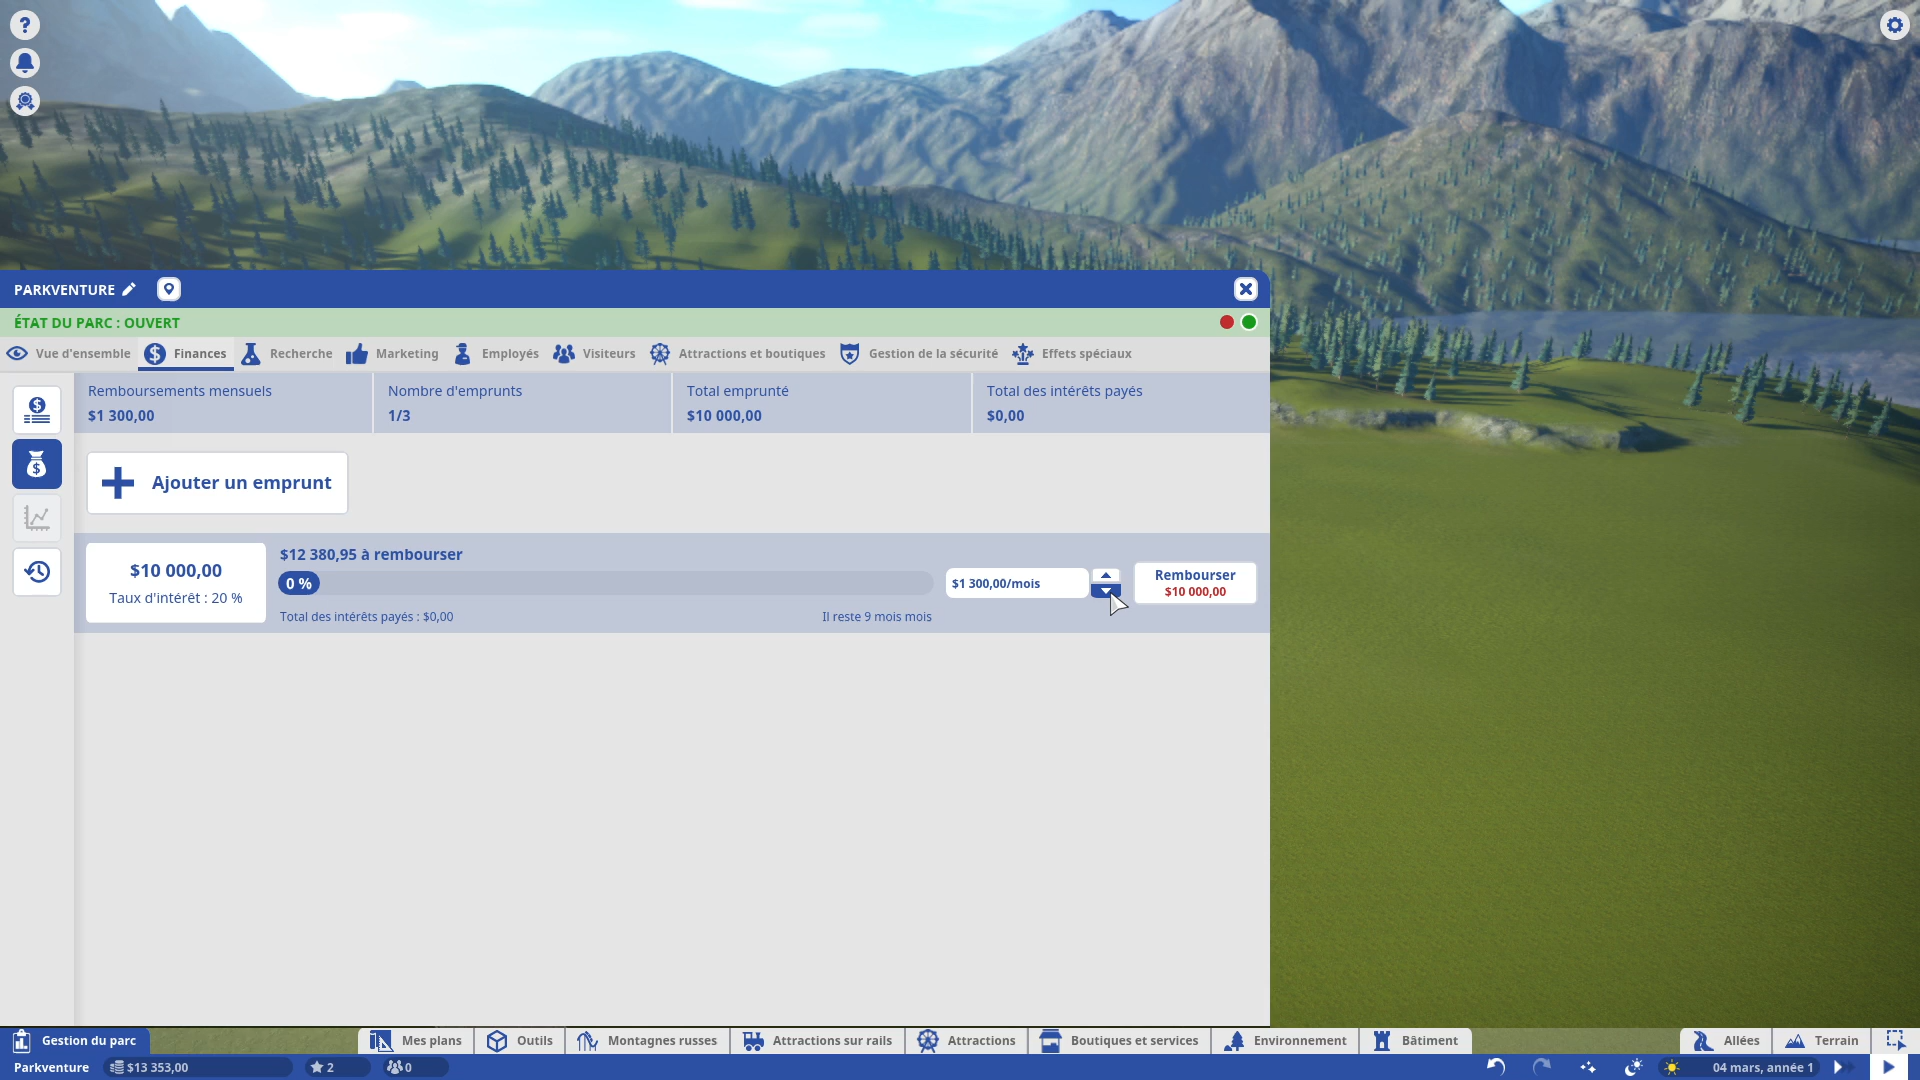 PARKVENTURE
ÉTAT DU PARC : OUVERT
Vue d'ensemble
Finances
Recherche
Marketing
Employés
Visiteurs
Attractions et boutiques
Gestion de la sécurité
Effets spéciaux
Remboursements mensuels
$1 300,00
Nombre d'emprunts
1/3
Total emprunté
$10 000,00
Total des intérêts payés
$0,00
Ajouter un emprunt
$10 000,00
Taux d'intérêt : 20 %
$12 380,95 à rembourser
0 %
Total des intérêts payés : $0,00
Il reste 9 mois mois
$1 300,00/mois
Rembourser
$10 000,00
Gestion du parc
Mes plans
Outils
Montagnes russes
Attractions sur rails
Attractions
Boutiques et services
Environnement
Bâtiment
Allées
Terrain
Parkventure
$13 353,00
2
0
04 mars, année 1